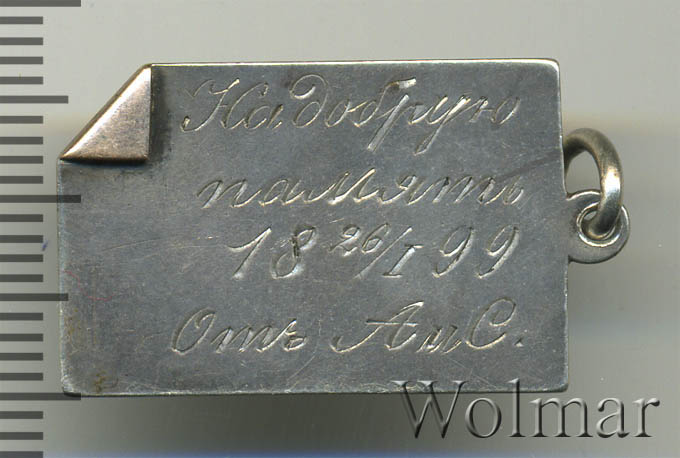 На добрую
память
18 26/I 99
Отъ А и С.
Wolmar